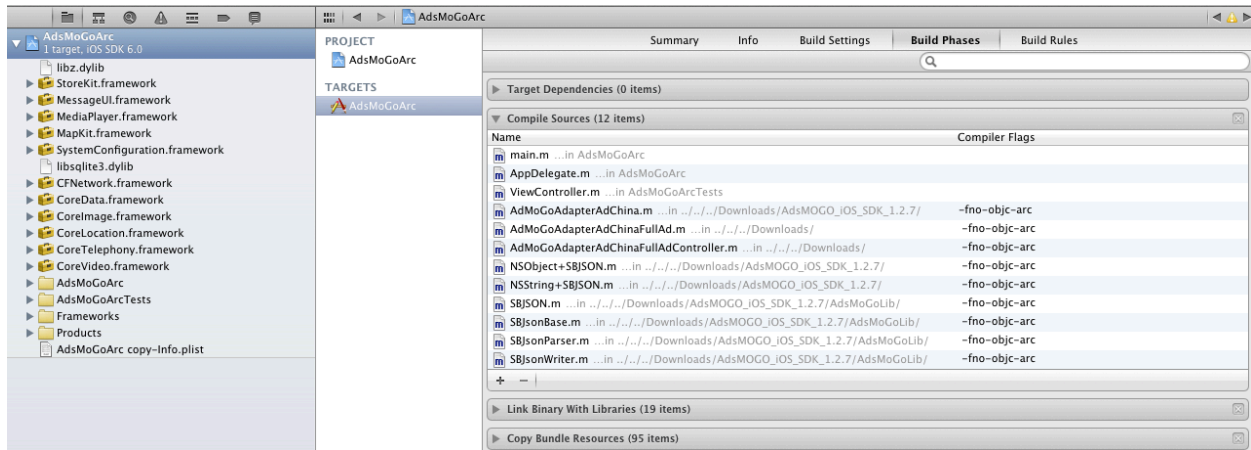 AdsMoGoArc
AdsMoGoArc
1 target, iOS SDK 6.0
libz.dylib
StoreKit.framework
MessageUI.framework
MediaPlayer.framework
MapKit.framework
SystemConfiguration.framework
libsqlite3.dylib
CFNetwork.framework
CoreData.framework
CoreImage.framework
CoreLocation.framework
CoreTelephony.framework
CoreVideo.framework
AdsMoGoArc
AdsMoGoArcTests
Frameworks
Products
AdsMoGoArc copy-Info.plist
PROJECT
AdsMoGoArc
TARGETS
AdsMoGoArc
Summary Info Build Settings Build Phases Build Rules
Target Dependencies (0 items)
Compile Sources (12 items)
Name Compiler Flags
main.m ...in AdsMoGoArc
AppDelegate.m ...in AdsMoGoArc
ViewController.m ...in AdsMoGoArcTests
AdMoGoAdapterAdChina.m ...in ../../../Downloads/AdsMOGO_iOS_SDK_1.2.7/ -fno-objc-arc
AdMoGoAdapterAdChinaFullAd.m ...in ../../../Downloads/ -fno-objc-arc
AdMoGoAdapterAdChinaFullAdController.m ...in ../../../Downloads/ -fno-objc-arc
NSObject+SBJSON.m ...in ../../../Downloads/AdsMOGO_iOS_SDK_1.2.7/ -fno-objc-arc
NSString+SBJSON.m ...in ../../../Downloads/AdsMOGO_iOS_SDK_1.2.7/ -fno-objc-arc
SBJSON.m ...in ../../../Downloads/AdsMOGO_iOS_SDK_1.2.7/AdsMoGoLib/ -fno-objc-arc
SBJsonBase.m ...in ../../../Downloads/AdsMOGO_iOS_SDK_1.2.7/AdsMoGoLib/ -fno-objc-arc
SBJsonParser.m ...in ../../../Downloads/AdsMOGO_iOS_SDK_1.2.7/AdsMoGoLib/ -fno-objc-arc
SBJsonWriter.m ...in ../../../Downloads/AdsMOGO_iOS_SDK_1.2.7/AdsMoGoLib/ -fno-objc-arc
Link Binary With Libraries (19 items)
Copy Bundle Resources (95 items)